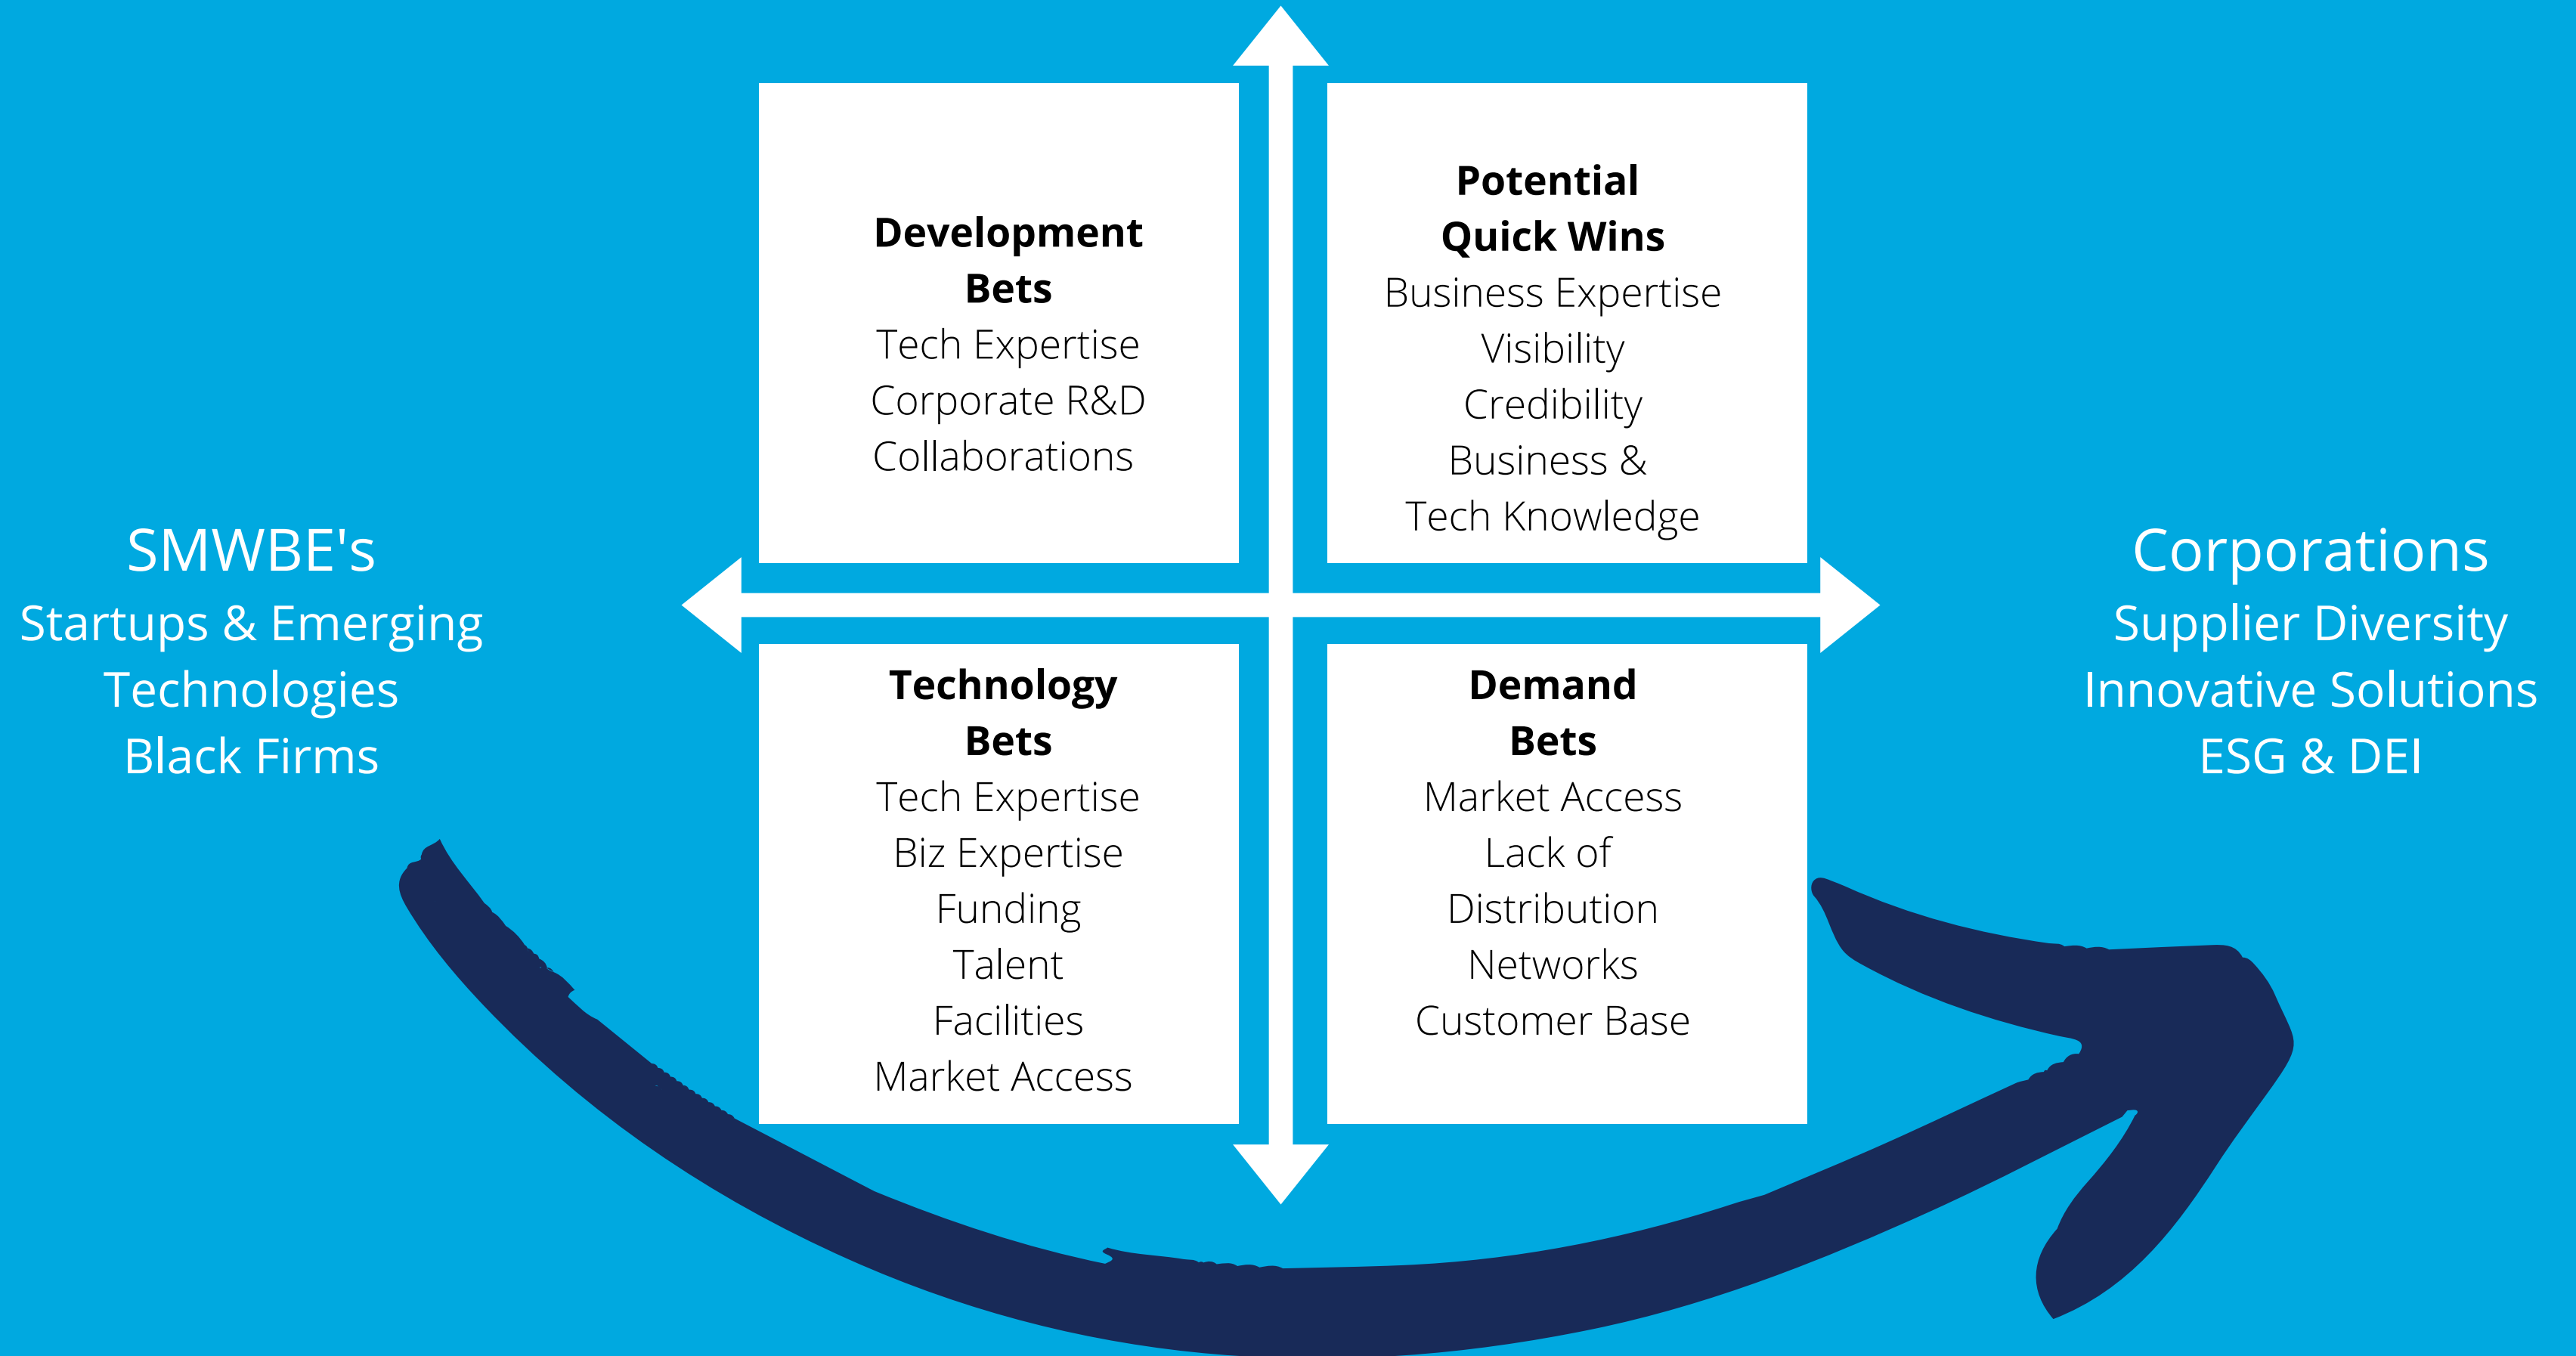 Development
Bets
Tech Expertise
Corporate R&D
Collaborations
Potential
Quick Wins
Business Expertise
Visibility
Credibility
Business &
Tech Knowledge
SMWBE's
Startups & Emerging
Technologies
Black Firms
Technology
Bets
Tech Expertise
Biz Expertise
Funding
Talent
Facilities
Market Access
Demand
Bets
Market Access
Lack of
Distribution
Networks
Customer Base
Corporations
Supplier Diversity
Innovative Solutions
ESG & DEI